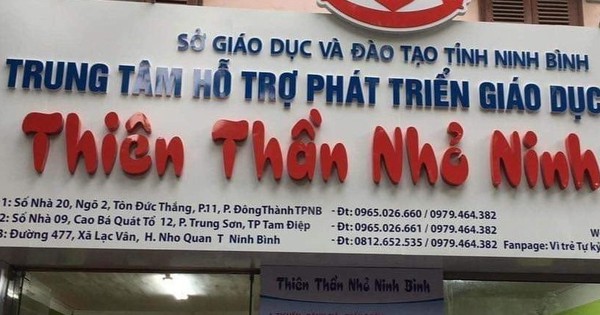 SỞ GIÁO DỤC VÀ ĐÀO TẠO TỈNH NINH BÌNH
TRUNG TÂM HỖ TRỢ PHÁT TRIỂN GIÁO DỤC
Thiên Thần Nhỏ Ninh
1: Số Nhà 20, Ngõ 2, Tôn Đức Thắng, P.11, P. Đông Thành TPNB - Đt: 0965.026.660 / 0979.464.382
2: Số Nhà 09, Cao Bá Quát Tổ 12, P. Trung Sơn, TP Tam Điệp - Đt: 0965.026.661 / 0979.464.382
3: Đường 477, Xã Lạc Vân, H. Nho Quan T Ninh Bình - Đt: 0812.652.535 / 0979.464.382 Fanpage: Vì trẻ Tự kỷ
Thiên Thần Nhỏ Ninh Bình